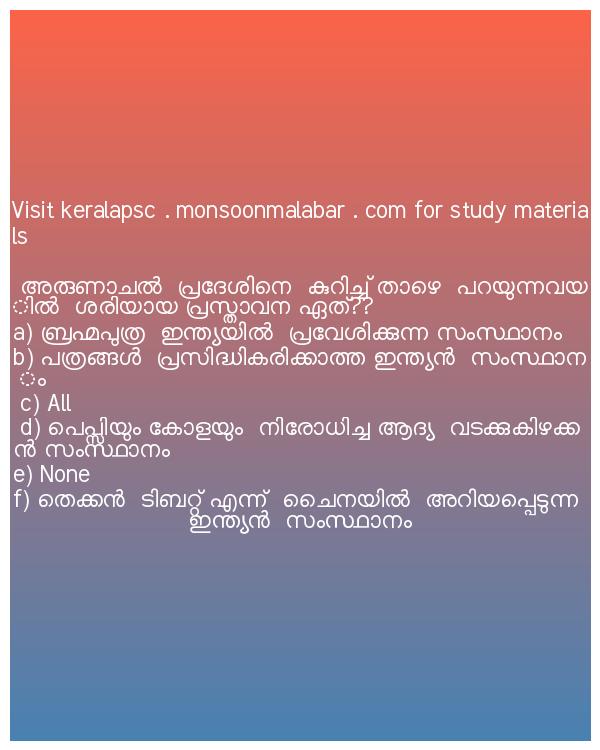 Visit keralapsc . monsoonmalabar . com for study materia
ls
അരുണാചൽ പ്രദേശിനെ കുറിച്ച് താഴെ പറയുന്നവയ
ിൽ ശരിയായ പ്രസ്താവന ഏത്??
a) ബ്രഹ്മപുത്ര ഇന്ത്യയിൽ പ്രവേശിക്കുന്ന സംസ്ഥാനം
b) പത്രങ്ങൾ പ്രസിദ്ധികരിക്കാത്ത ഇന്ത്യൻ സംസ്ഥാന
ം
c) All
d) പെപ്സിയും കോളയും നിരോധിച്ച ആദ്യ വടക്കുകിഴക്ക
ൻ സംസ്ഥാനം
e) None
f) തെക്കൻ ടിബറ്റ് എന്ന് ചൈനയിൽ അറിയപ്പെടുന്ന
ഇന്ത്യൻ സംസ്ഥാനം